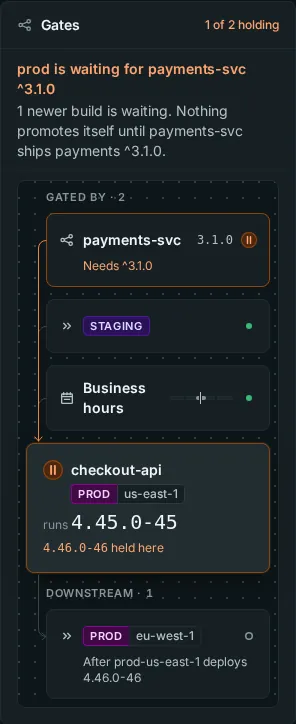 Gates
1 of 2 holding
prod is waiting for payments-svc
^3.1.0
1 newer build is waiting. Nothing
promotes itself until payments-svc
ships payments ^3.1.0.
GATED BY · 2
payments-svc 3.1.0
Needs ^3.1.0
STAGING
Business
hours
checkout-api
PROD us-east-1
runs 4.45.0-45
4.46.0-46 held here
DOWNSTREAM · 1
PROD eu-west-1
After prod-us-east-1 deploys
4.46.0-46